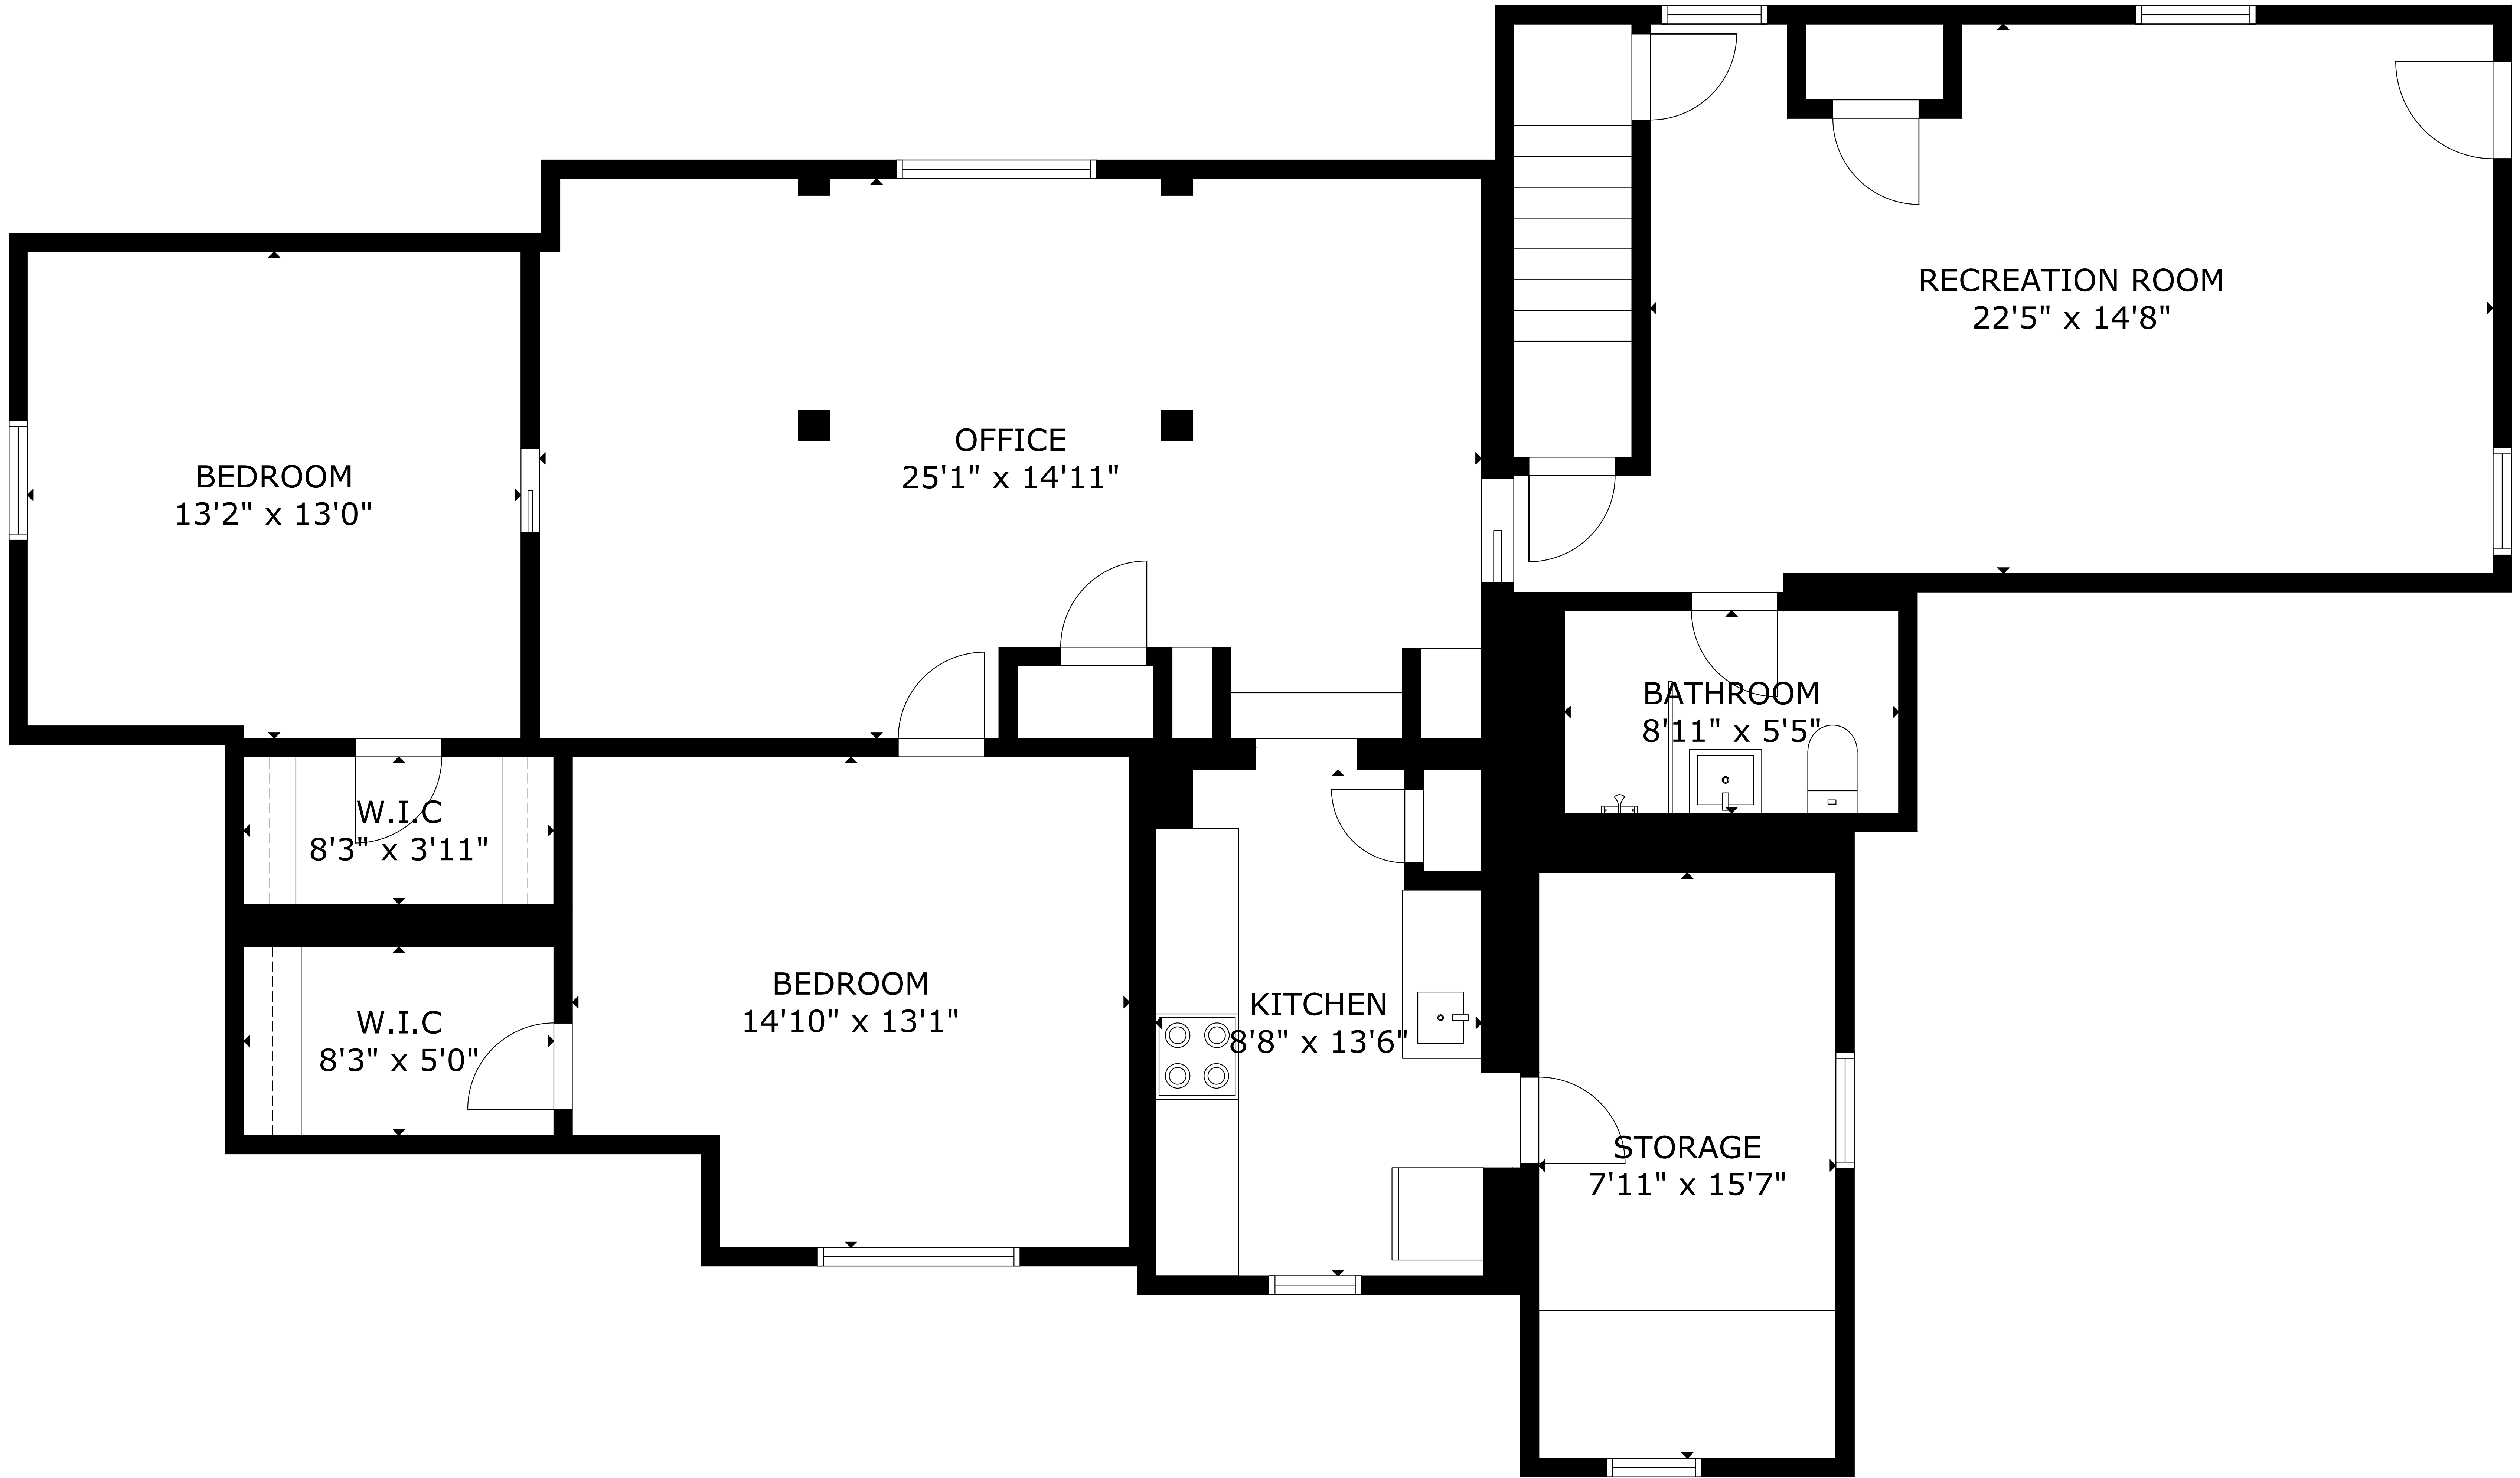 RECREATION ROOM
22'5" x 14'8"
OFFICE
25'1" x 14'11"
BEDROOM
13'2" x 13'0"
BATHROOM
8'11" x 5'5"
W.I.C
8'3" x 3'11"
BEDROOM
14'10" x 13'1"
KITCHEN
8'8" x 13'6"
W.I.C
8'3" x 5'0"
STORAGE
7'11" x 15'7"